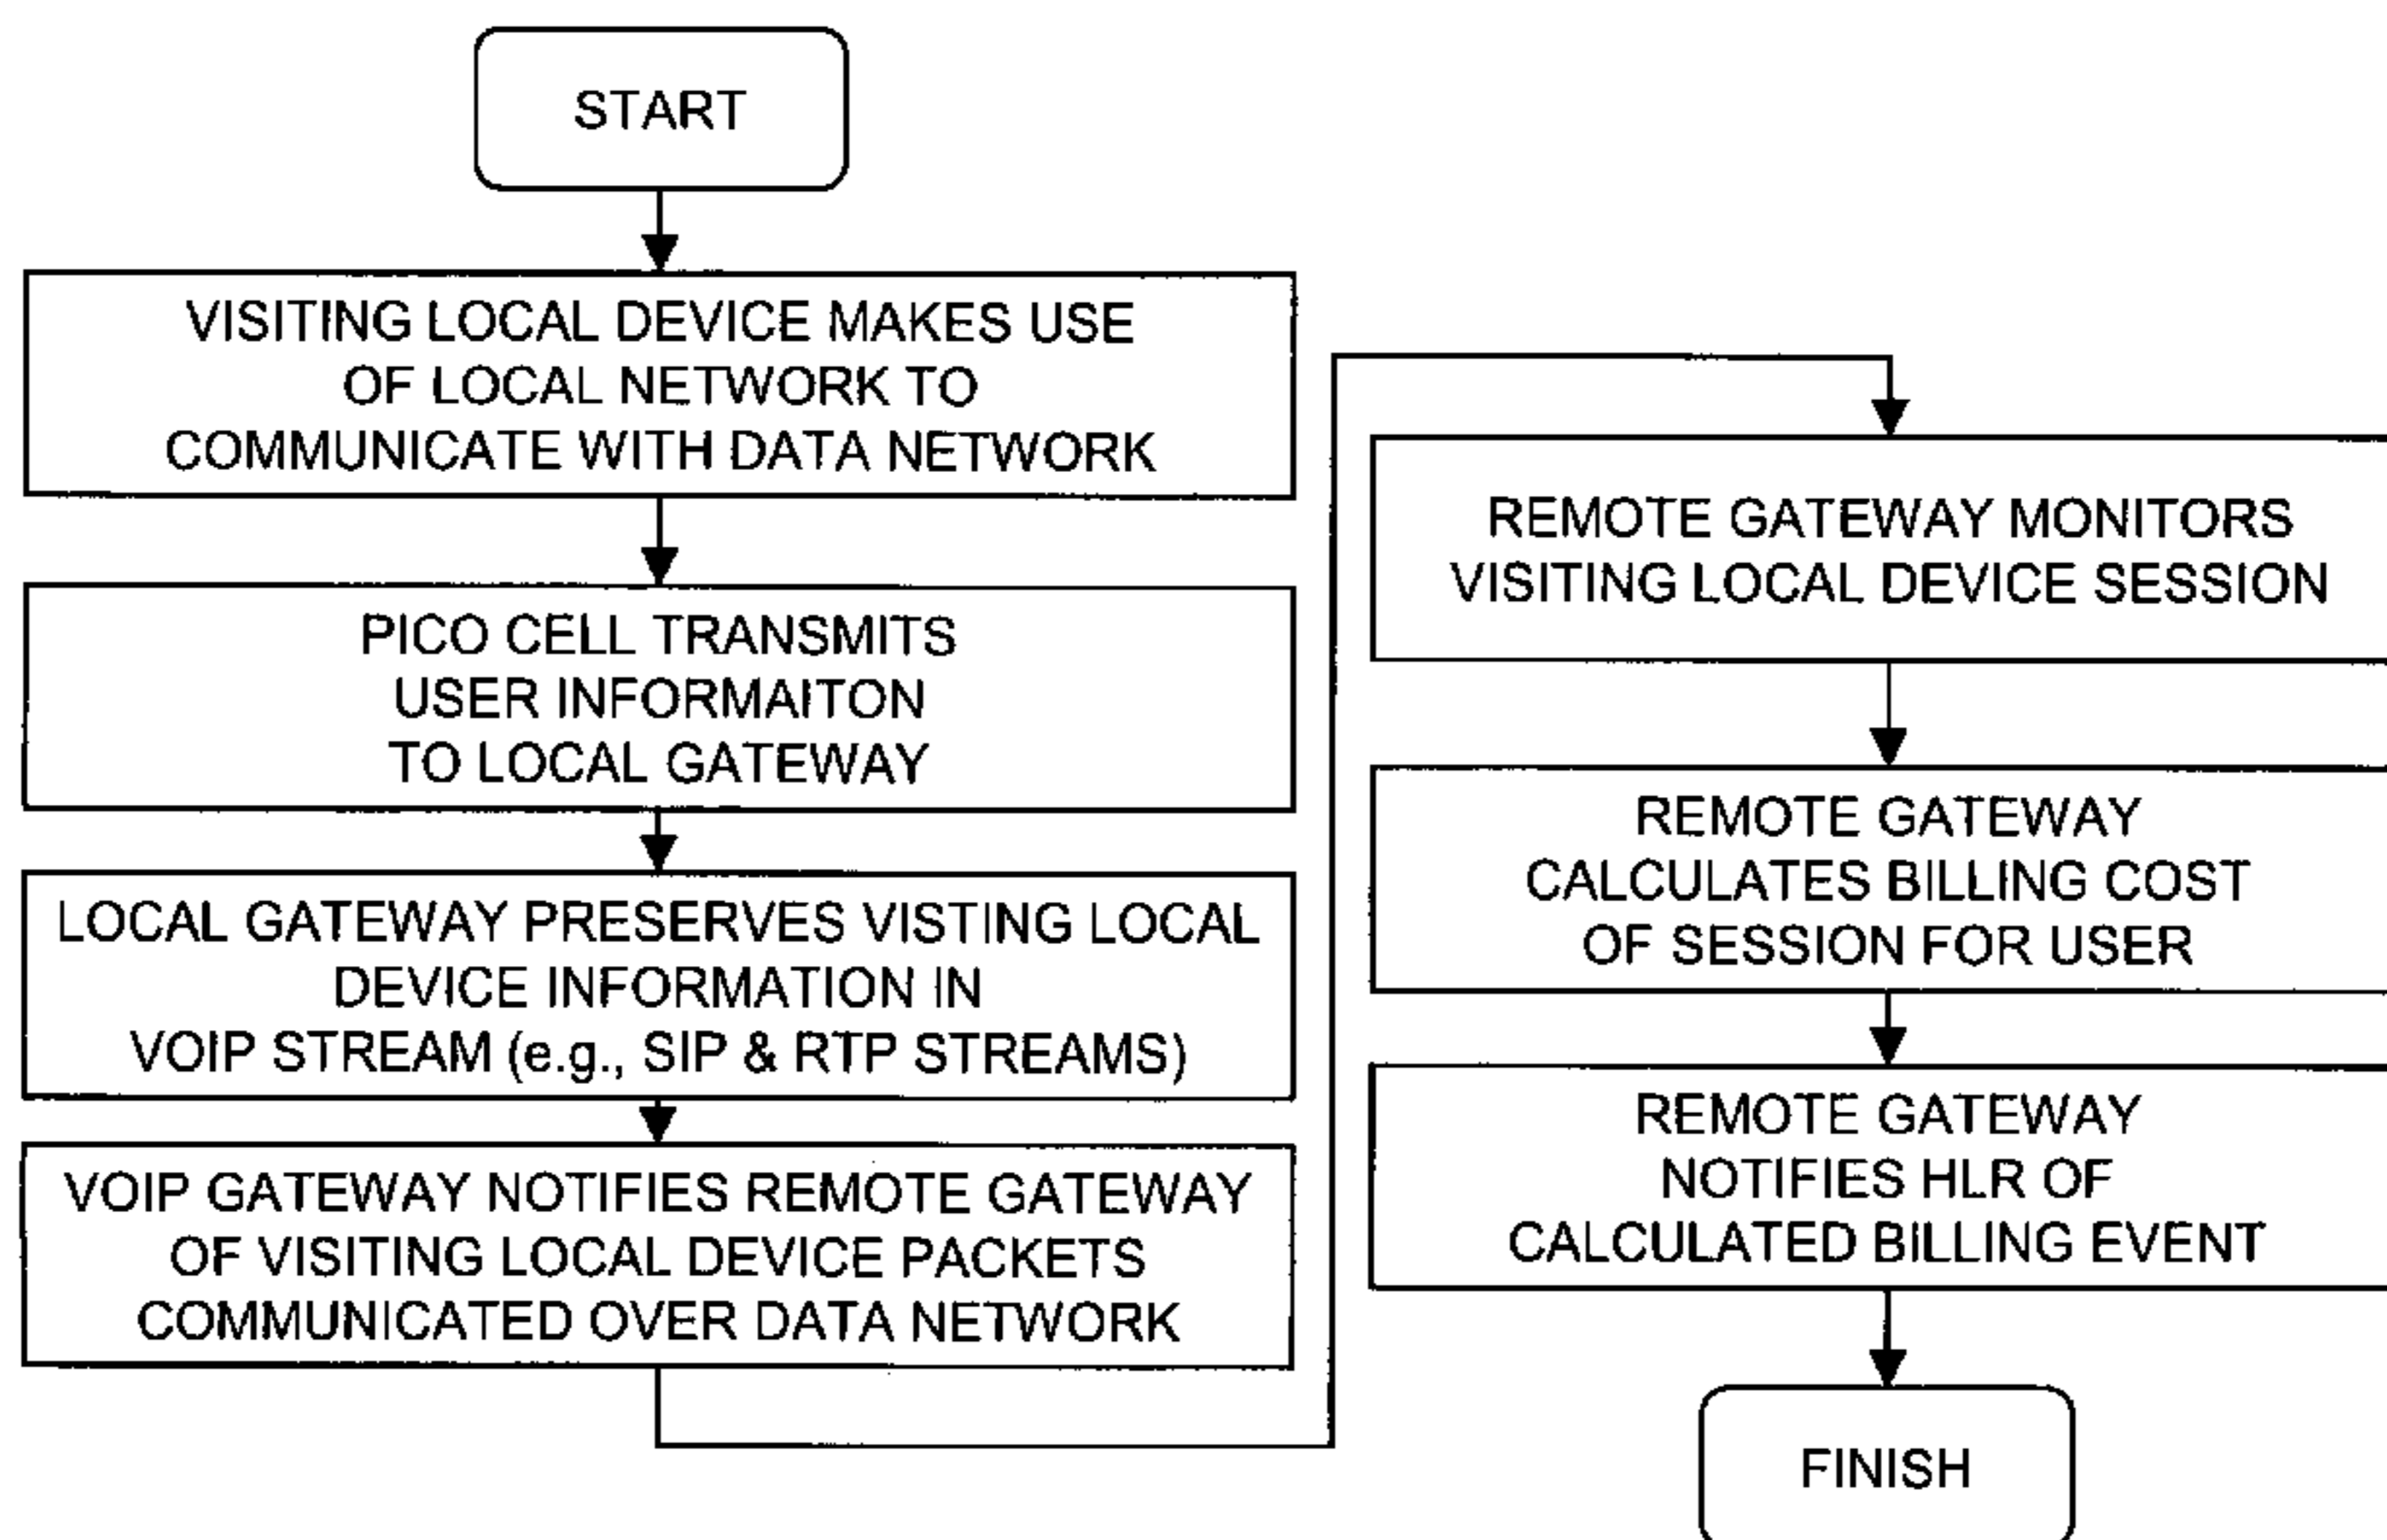 START
VISITING LOCAL DEVICE MAKES USE
OF LOCAL NETWORK TO
COMMUNICATE WITH DATA NETWORK
PICO CELL TRANSMITS
USER INFORMAITON
TO LOCAL GATEWAY
LOCAL GATEWAY PRESERVES VISTING LOCAL
DEVICE INFORMATION IN
VOIP STREAM (e.g., SIP & RTP STREAMS)
VOIP GATEWAY NOTIFIES REMOTE GATEWAY
OF VISITING LOCAL DEVICE PACKETS
COMMUNICATED OVER DATA NETWORK
REMOTE GATEWAY MONITORS
VISITING LOCAL DEVICE SESSION
REMOTE GATEWAY
CALCULATES BILLING COST
OF SESSION FOR USER
REMOTE GATEWAY
NOTIFIES HLR OF
CALCULATED BILLING EVENT
FINISH